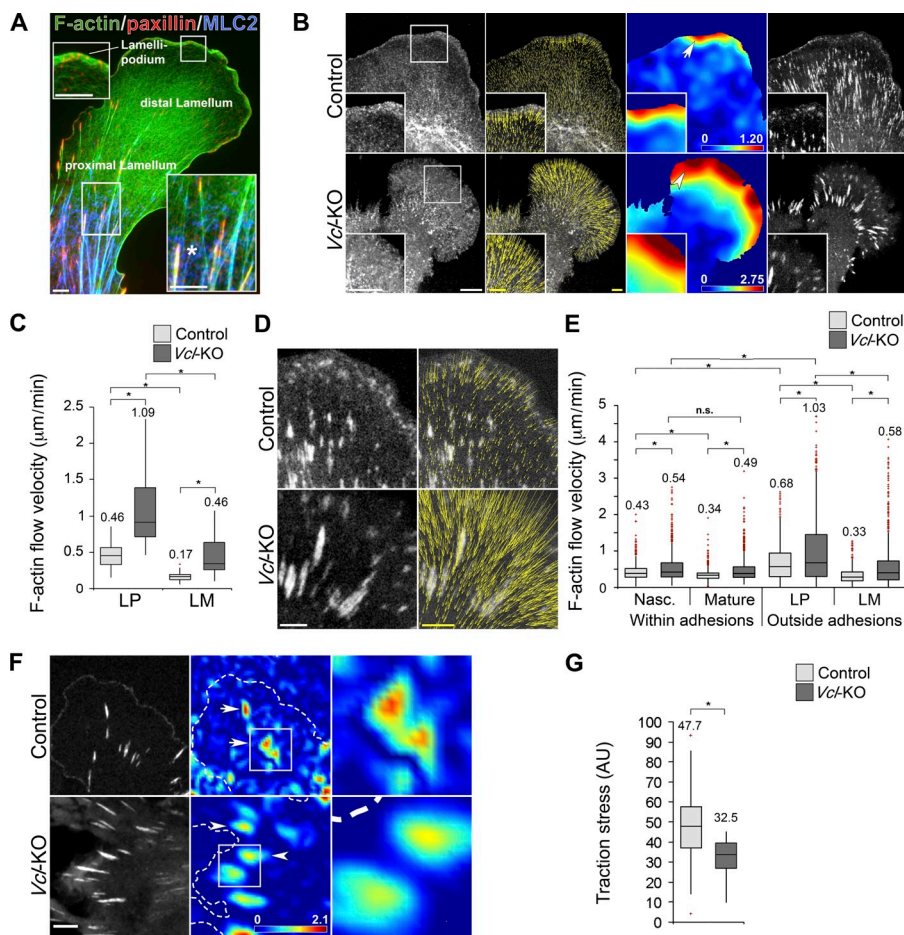 A
F-actin/paxillin/MLC2
Lamelli-
podium
distal Lamellum
proximal Lamellum
*
B
Control
Vcl-KO
0 1.20
0 2.75
C
Control
Vcl-KO
F-actin flow velocity (μm/min)
2.5
2
1.5
1
0.5
0
*
*
*
*
0.46
1.09
0.17
0.46
LP LM
D
Control
Vcl-KO
E
Control
Vcl-KO
F-actin flow velocity (μm/min)
5
4
3
2
1
0
*
*
n.s.
*
*
*
*
*
*
*
0.43
0.54
0.34
0.49
0.68
1.03
0.33
0.58
Nasc. Mature LP LM
Within adhesions Outside adhesions
F
Control
Vcl-KO
0 2.1
G
Control
Vcl-KO
Traction stress (AU)
100
90
80
70
60
50
40
30
20
10
0
*
47.7
32.5